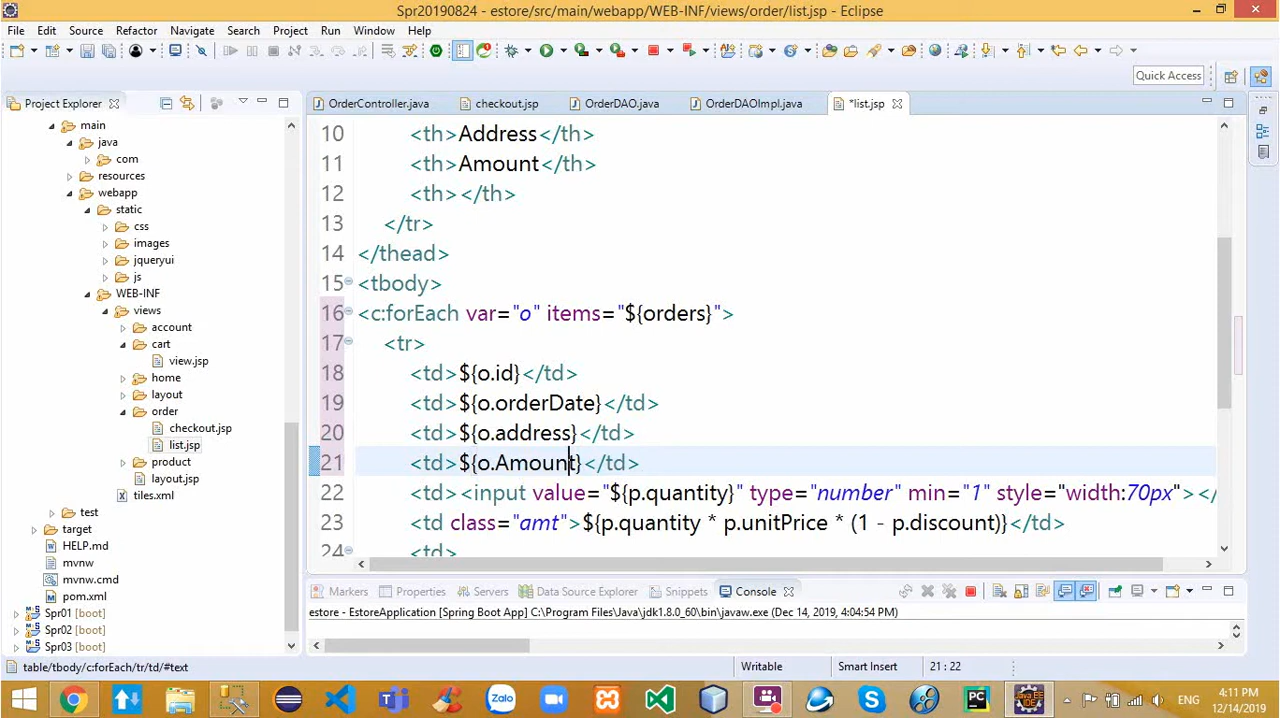 Spr20190824 - estore/src/main/webapp/WEB-INF/views/order/list.jsp - Eclipse
File Edit Source Refactor Navigate Search Project Run Window Help
Quick Access
Project Explorer
OrderController.java
checkout.jsp
OrderDAO.java
OrderDAOImpl.java
*list.jsp
main
java
com
resources
webapp
static
css
images
jqueryui
js
WEB-INF
views
account
cart
view.jsp
home
layout
order
checkout.jsp
list.jsp
product
layout.jsp
tiles.xml
test
target
HELP.md
mvnw
mvnw.cmd
pom.xml
Spr01 [boot]
Spr02 [boot]
Spr03 [boot]
10 <th>Address</th>
11 <th>Amount</th>
12 <th></th>
13 </tr>
14 </thead>
15 <tbody>
16 <c:forEach var="o" items="${orders}">
17 <tr>
18 <td>${o.id}</td>
19 <td>${o.orderDate}</td>
20 <td>${o.address}</td>
21 <td>${o.Amount}</td>
22 <td><input value="${p.quantity}" type="number" min="1" style="width:70px"></
23 <td class="amt">${p.quantity * p.unitPrice * (1 - p.discount)}</td>
24 <td>
Markers Properties Servers Data Source Explorer Snippets Console
estore - EstoreApplication [Spring Boot App] C:\Program Files\Java\jdk1.8.0_60\bin\javaw.exe (Dec 14, 2019, 4:04:54 PM)
table/tbody/c:forEach/tr/td/#text
Writable
Smart Insert
21 : 22
Zalo
PC
Java EE
IDE
ENG
4:11 PM
12/14/2019